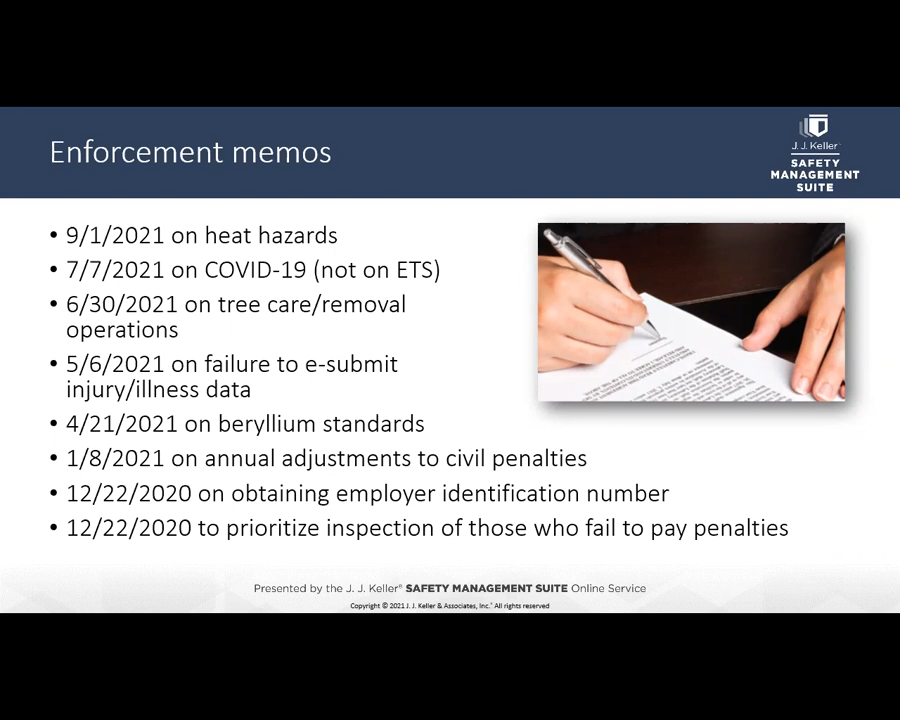 Enforcement memos
J. J. Keller
SAFETY
MANAGEMENT
SUITE
• 9/1/2021 on heat hazards
• 7/7/2021 on COVID-19 (not on ETS)
• 6/30/2021 on tree care/removal
operations
• 5/6/2021 on failure to e-submit
injury/illness data
• 4/21/2021 on beryllium standards
• 1/8/2021 on annual adjustments to civil penalties
• 12/22/2020 on obtaining employer identification number
• 12/22/2020 to prioritize inspection of those who fail to pay penalties
Presented by the J. J. Keller® SAFETY MANAGEMENT SUITE Online Service
Copyright © 2021 J. J. Keller & Associates, Inc.® All rights reserved